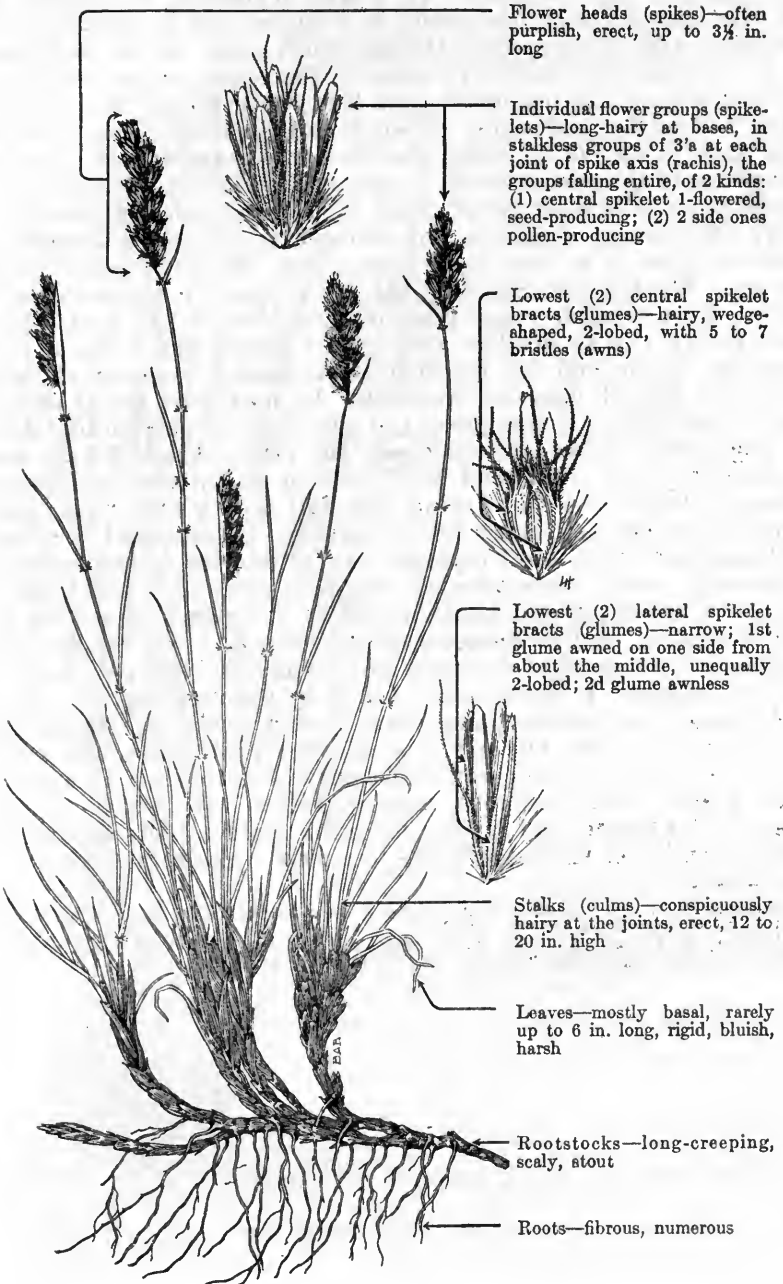 Flower heads (spikes)—often
purplish, erect, up to 3½ in.
long
Individual flower groups (spike-
lets)—long-hairy at bases, in
stalkless groups of 3's at each
joint of spike axis (rachis), the
groups falling entire, of 2 kinds:
(1) central spikelet 1-flowered,
seed-producing; (2) 2 side ones
pollen-producing
Lowest (2) central spikelet
bracts (glumes)—hairy, wedge-
shaped, 2-lobed, with 5 to 7
bristles (awns)
LH
Lowest (2) lateral spikelet
bracts (glumes)—narrow; 1st
glume awned on one side from
about the middle, unequally
2-lobed; 2d glume awnless
Stalks (culms)—conspicuously
hairy at the joints, erect, 12 to
20 in. high
Leaves—mostly basal, rarely
up to 6 in. long, rigid, bluish,
harsh
BAR
Rootstocks—long-creeping,
scaly, stout
Roots—fibrous, numerous